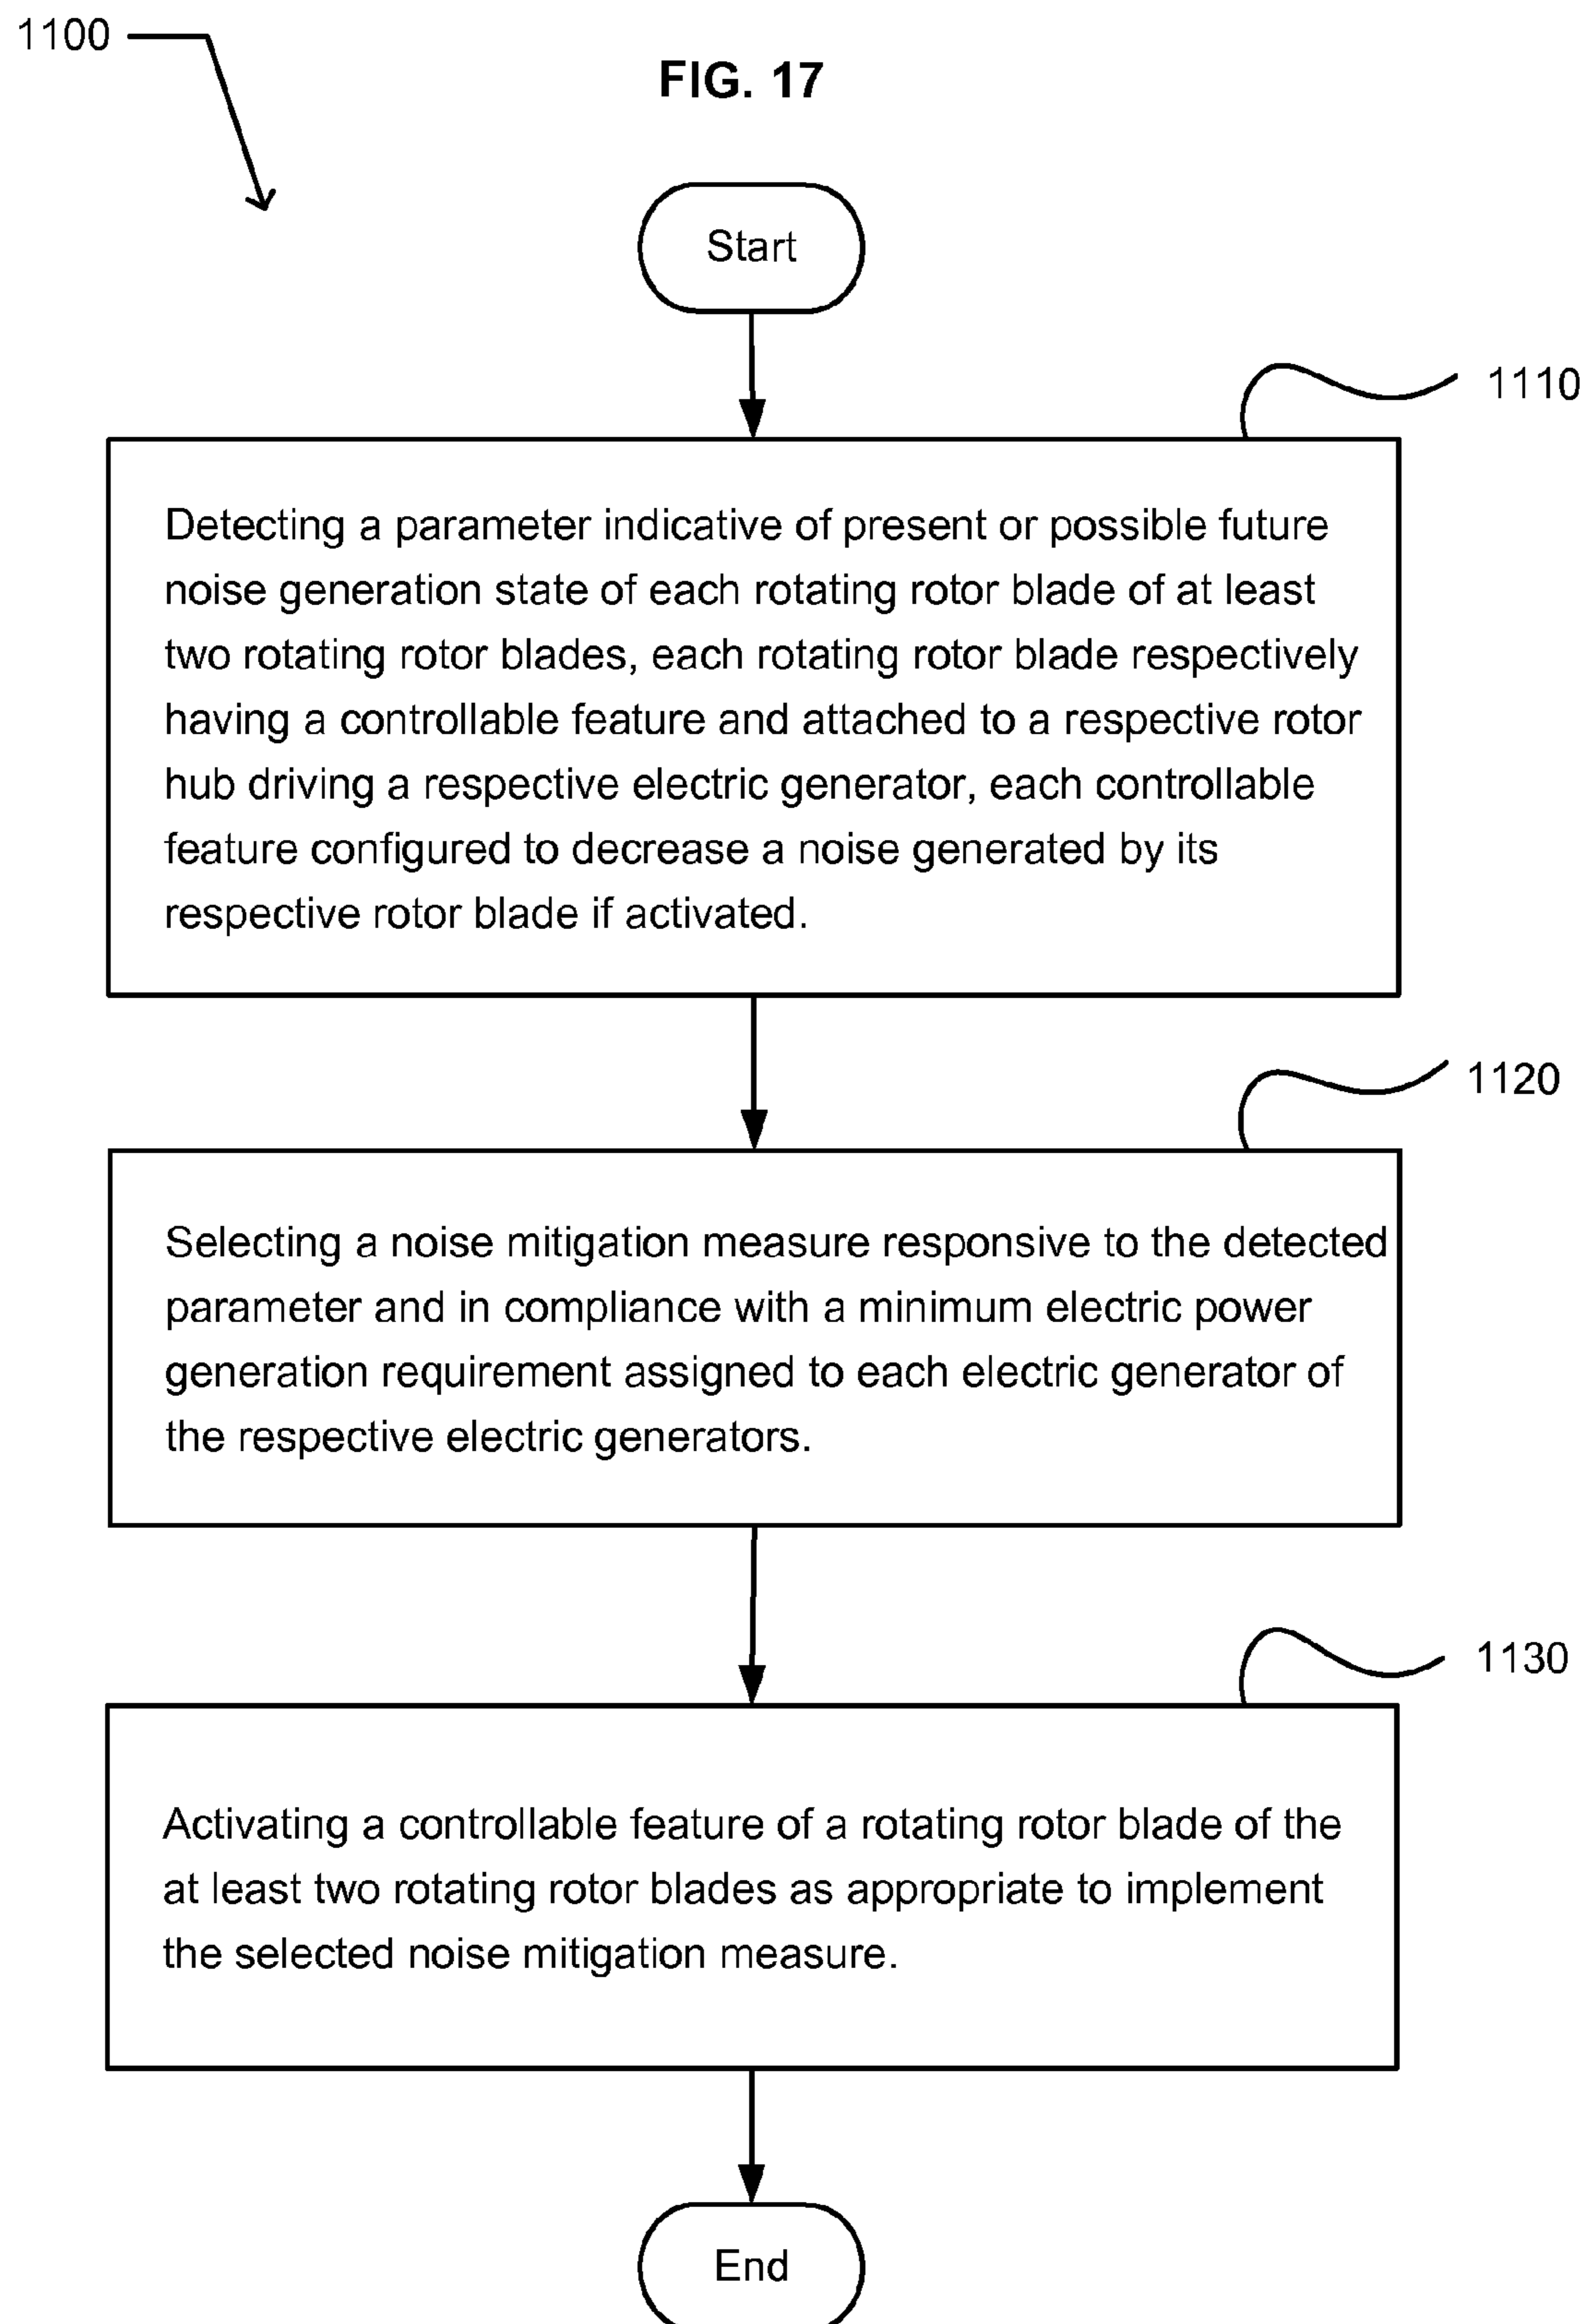 1100
FIG. 17
Start
1110
Detecting a parameter indicative of present or possible future
noise generation state of each rotating rotor blade of at least
two rotating rotor blades, each rotating rotor blade respectively
having a controllable feature and attached to a respective rotor
hub driving a respective electric generator, each controllable
feature configured to decrease a noise generated by its
respective rotor blade if activated.
1120
Selecting a noise mitigation measure responsive to the detected
parameter and in compliance with a minimum electric power
generation requirement assigned to each electric generator of
the respective electric generators.
1130
Activating a controllable feature of a rotating rotor blade of the
at least two rotating rotor blades as appropriate to implement
the selected noise mitigation measure.
End